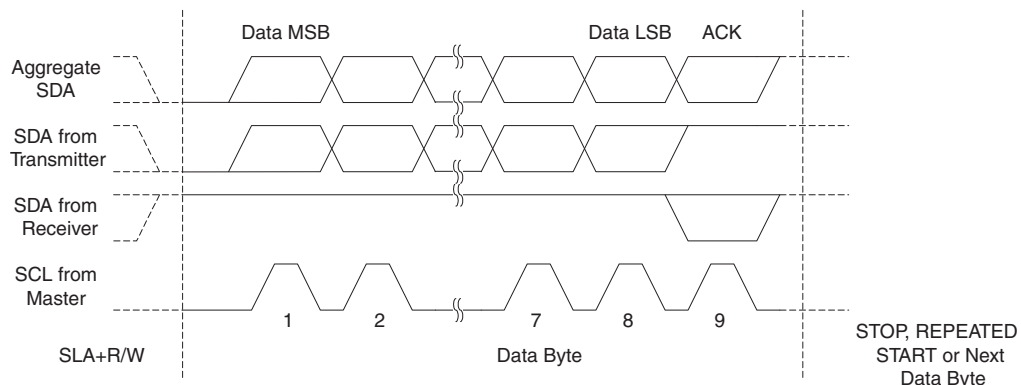 Data MSB
Data LSB
ACK
Aggregate
SDA
SDA from
Transmitter
SDA from
Receiver
SCL from
Master
1
2
7
8
9
SLA+R/W
Data Byte
STOP, REPEATED
START or Next
Data Byte